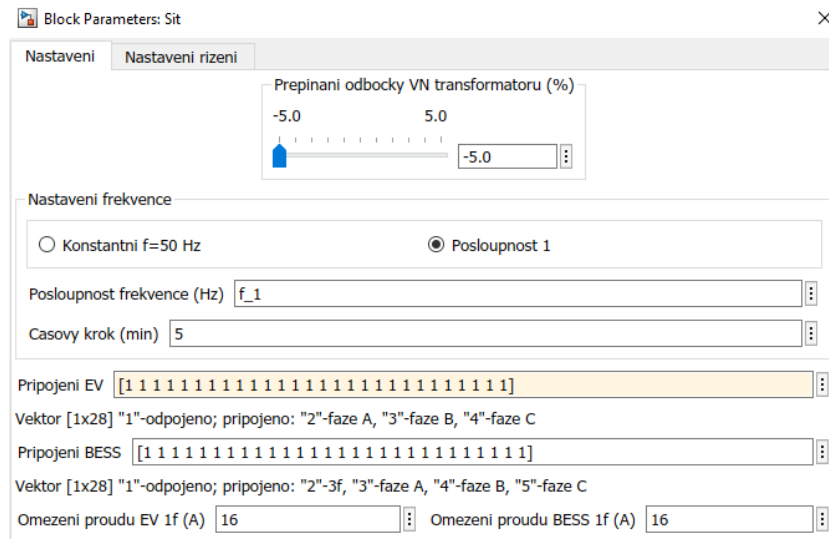 Block Parameters: Sit
Nastaveni Nastaveni rizeni
Prepinani odbocky VN transformatoru (%)
-5.0 5.0
-5.0
Nastaveni frekvence
Konstantni f=50 Hz Posloupnost 1
Posloupnost frekvence (Hz) f_1
Casovy krok (min) 5
Pripojeni EV [1 1 1 1 1 1 1 1 1 1 1 1 1 1 1 1 1 1 1 1 1 1 1 1 1 1 1 1]
Vektor [1x28] "1"-odpojeno; pripojeno: "2"-faze A, "3"-faze B, "4"-faze C
Pripojeni BESS [1 1 1 1 1 1 1 1 1 1 1 1 1 1 1 1 1 1 1 1 1 1 1 1 1 1 1 1]
Vektor [1x28] "1"-odpojeno; pripojeno: "2"-3f, "3"-faze A, "4"-faze B, "5"-faze C
Omezeni proudu EV 1f (A) 16 Omezeni proudu BESS 1f (A) 16